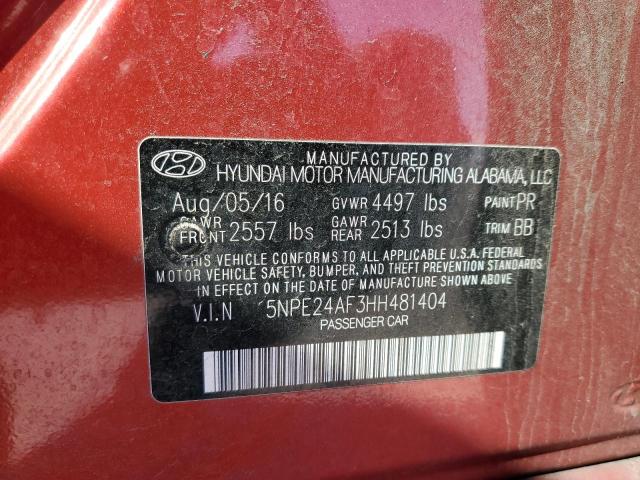 MANUFACTURED BY
HYUNDAI MOTOR MANUFACTURING ALABAMA, LLC
Aug/05/16 GVWR 4497 lbs PAINT PR
GAWR FRONT 2557 lbs GAWR REAR 2513 lbs TRIM BB
THIS VEHICLE CONFORMS TO ALL APPLICABLE U.S.A. FEDERAL
MOTOR VEHICLE SAFETY, BUMPER, AND THEFT PREVENTION
STANDARDS IN EFFECT ON THE DATE OF MANUFACTURE SHOWN ABOVE
V.I.N 5NPE24AF3HH481404
PASSENGER CAR